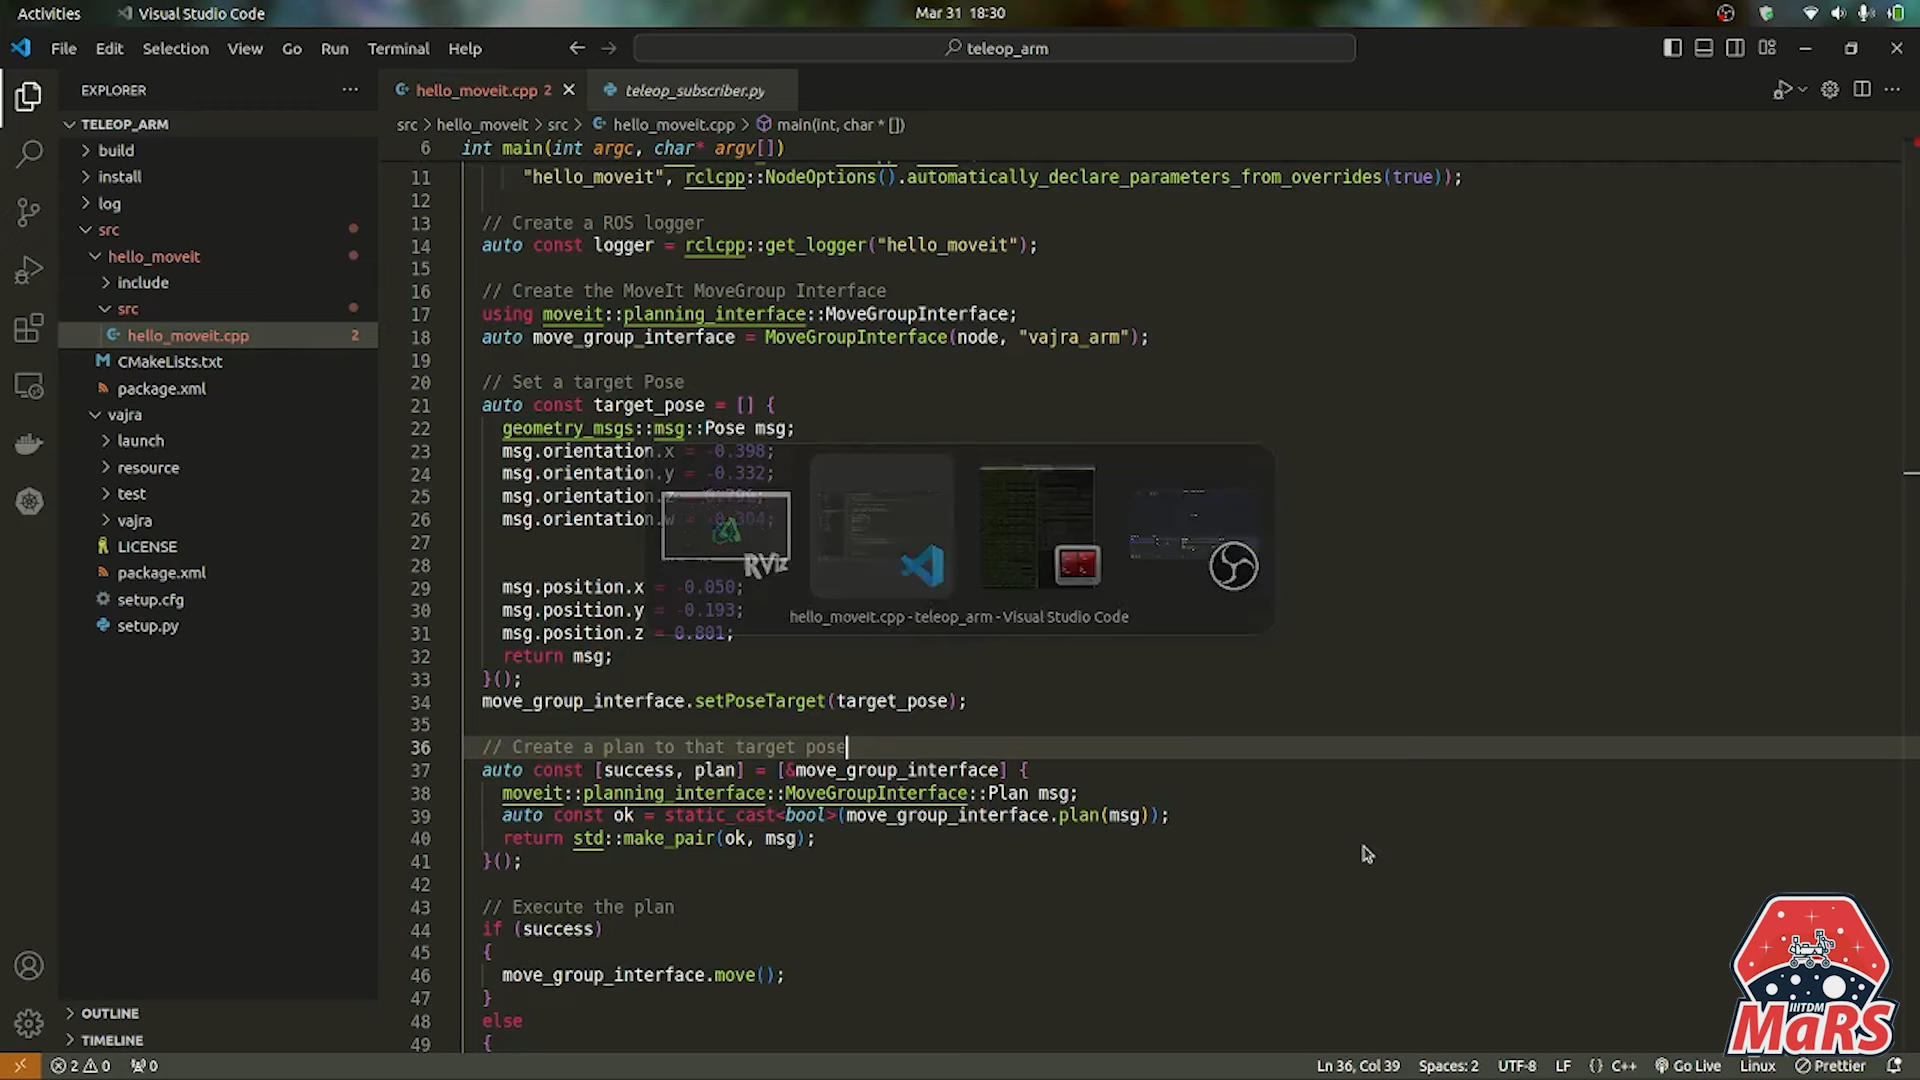 Activities
Visual Studio Code
Mar 31 18:30
File Edit Selection View Go Run Terminal Help
teleop_arm
EXPLORER
TELEOP_ARM
build
install
log
src
hello_moveit
include
src
hello_moveit.cpp 2
CMakeLists.txt
package.xml
vajra
launch
resource
test
vajra
LICENSE
package.xml
setup.cfg
setup.py
OUTLINE
TIMELINE
hello_moveit.cpp 2
teleop_subscriber.py
src > hello_moveit > src > hello_moveit.cpp > main(int, char * [])
6 int main(int argc, char* argv[])
11 "hello_moveit", rclcpp::NodeOptions().automatically_declare_parameters_from_overrides(true));
12
13 // Create a ROS logger
14 auto const logger = rclcpp::get_logger("hello_moveit");
15
16 // Create the MoveIt MoveGroup Interface
17 using moveit::planning_interface::MoveGroupInterface;
18 auto move_group_interface = MoveGroupInterface(node, "vajra_arm");
19
20 // Set a target Pose
21 auto const target_pose = [] {
22 geometry_msgs::msg::Pose msg;
23 msg.orientation.x = -0.398;
24 msg.orientation.y = -0.332;
25 msg.orientation.
26 msg.orientation.w = -0.304;
27
28
29 msg.position.x = -0.050;
30 msg.position.y = -0.193;
31 msg.position.z = 0.801;
32 return msg;
33 }();
34 move_group_interface.setPoseTarget(target_pose);
35
36 // Create a plan to that target pose
37 auto const [success, plan] = [&move_group_interface] {
38 moveit::planning_interface::MoveGroupInterface::Plan msg;
39 auto const ok = static_cast<bool>(move_group_interface.plan(msg));
40 return std::make_pair(ok, msg);
41 }();
42
43 // Execute the plan
44 if (success)
45 {
46 move_group_interface.move();
47 }
48 else
49 {
RViz
hello_moveit.cpp - teleop_arm - Visual Studio Code
IIITDM
MaRS
2 0 0
Ln 36, Col 39 Spaces: 2 UTF-8 LF {} C++ Go Live Linux Prettier